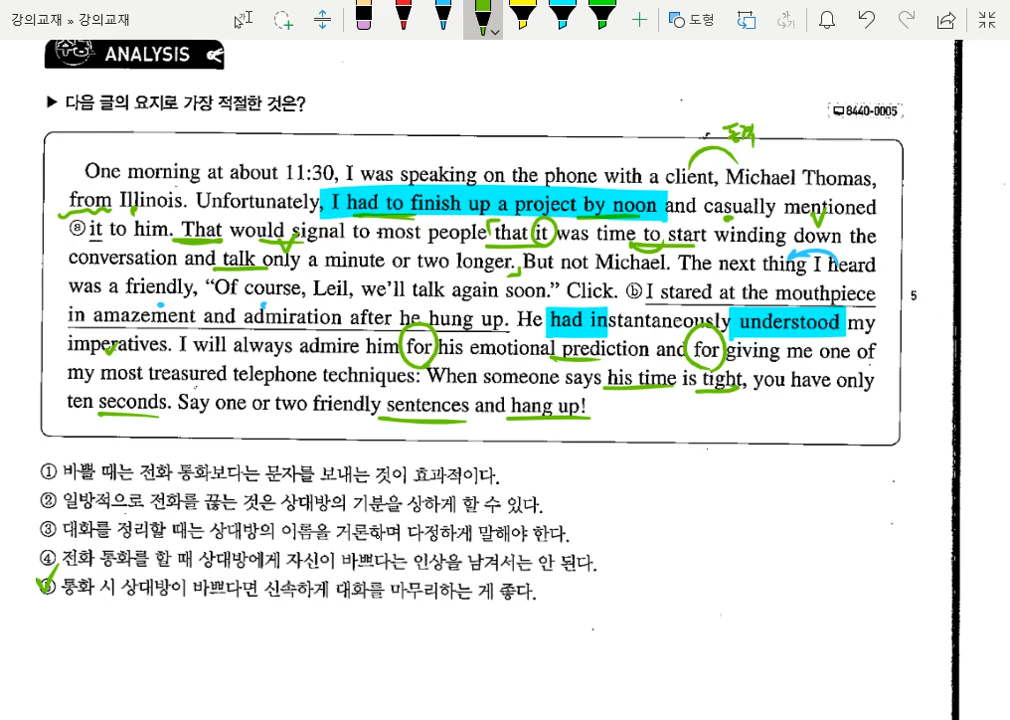 강의교재 » 강의교재
도형
ANALYSIS
▶ 다음 글의 요지로 가장 적절한 것은?
8440-0005
동격
One morning at about 11:30, I was speaking on the phone with a client, Michael Thomas,
from Illinois. Unfortunately, I had to finish up a project by noon and casually mentioned
ⓐ it to him. That would signal to most people that it was time to start winding down the
conversation and talk only a minute or two longer. But not Michael. The next thing I heard
was a friendly, “Of course, Leil, we’ll talk again soon.” Click. ⓑ I stared at the mouthpiece
5
in amazement and admiration after he hung up. He had instantaneously understood my
imperatives. I will always admire him for his emotional prediction and for giving me one of
my most treasured telephone techniques: When someone says his time is tight, you have only
ten seconds. Say one or two friendly sentences and hang up!
① 바쁠 때는 전화 통화보다는 문자를 보내는 것이 효과적이다.
② 일방적으로 전화를 끊는 것은 상대방의 기분을 상하게 할 수 있다.
③ 대화를 정리할 때는 상대방의 이름을 거론하며 다정하게 말해야 한다.
④ 전화 통화를 할 때 상대방에게 자신이 바쁘다는 인상을 남겨서는 안 된다.
⑤ 통화 시 상대방이 바쁘다면 신속하게 대화를 마무리하는 게 좋다.